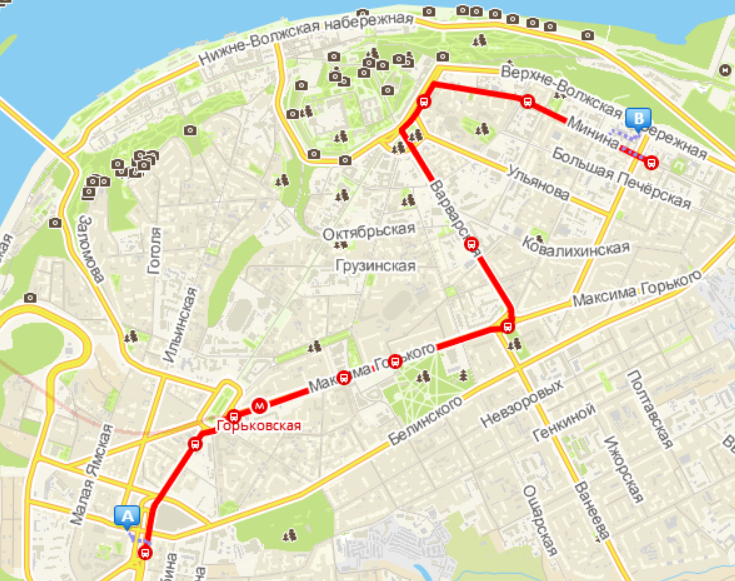 Нижне-Волжская набережная
Верхне-Волжская набережная
B
Минина
Большая Печёрская
Ульянова
Варварская
Октябрьская
Ковалихинская
Заломова
Гоголя
Грузинская
Максима Горького
Ильинская
Максима Горького
М
Горьковская
Белинского
Невзоровых
Полтавская
Генкиной
Малая Ямская
Ижорская
Ошарская
Ванеева
A